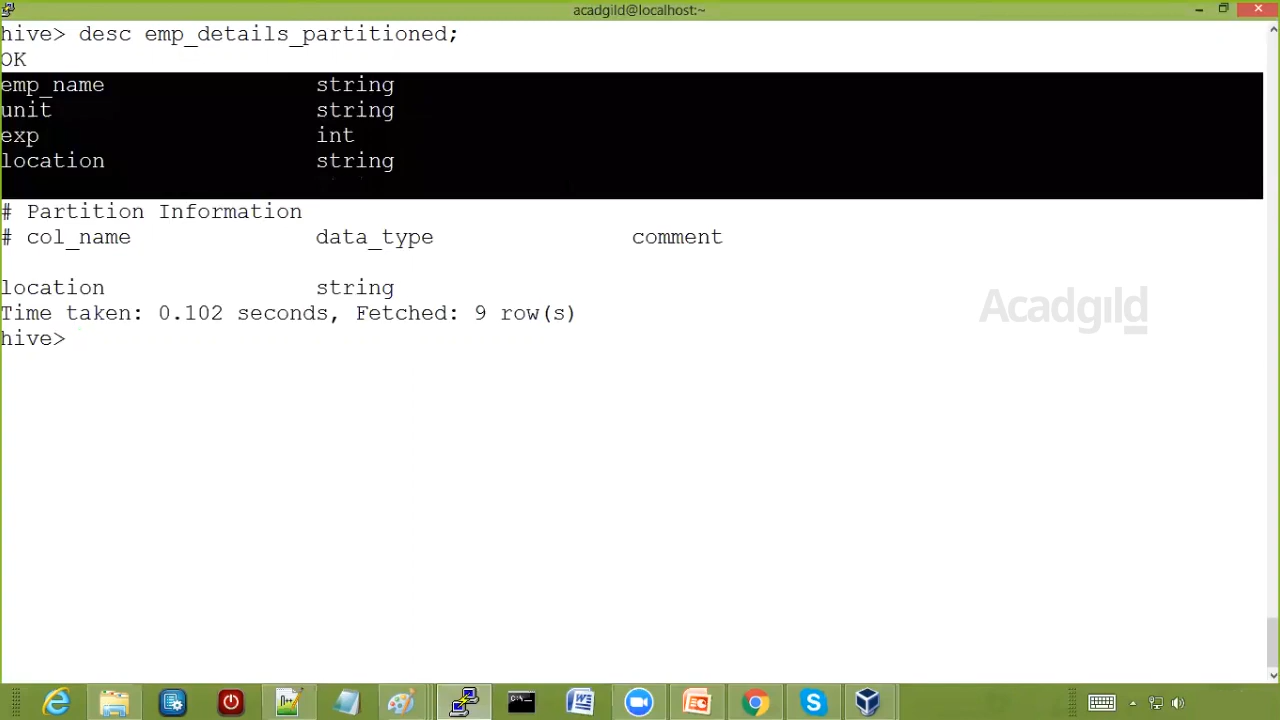 acadgild@localhost:~
hive> desc emp_details_partitioned;
OK
emp_name string
unit string
exp int
location string
# Partition Information
# col_name data_type comment
location string
Time taken: 0.102 seconds, Fetched: 9 row(s)
hive>
Acadgild